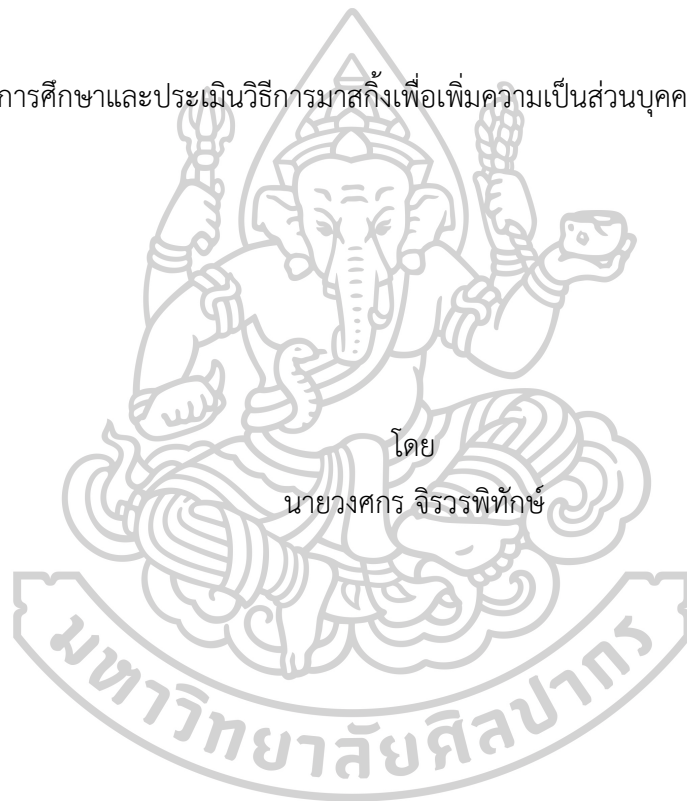 การศึกษาและประเมินวิธีการมาสกิ้งเพื่อเพิ่มความเป็นส่วนบุคค
โดย
นายวงศกร จิรวรพิทักษ์
มหาวิทยาลัยศิลปากร